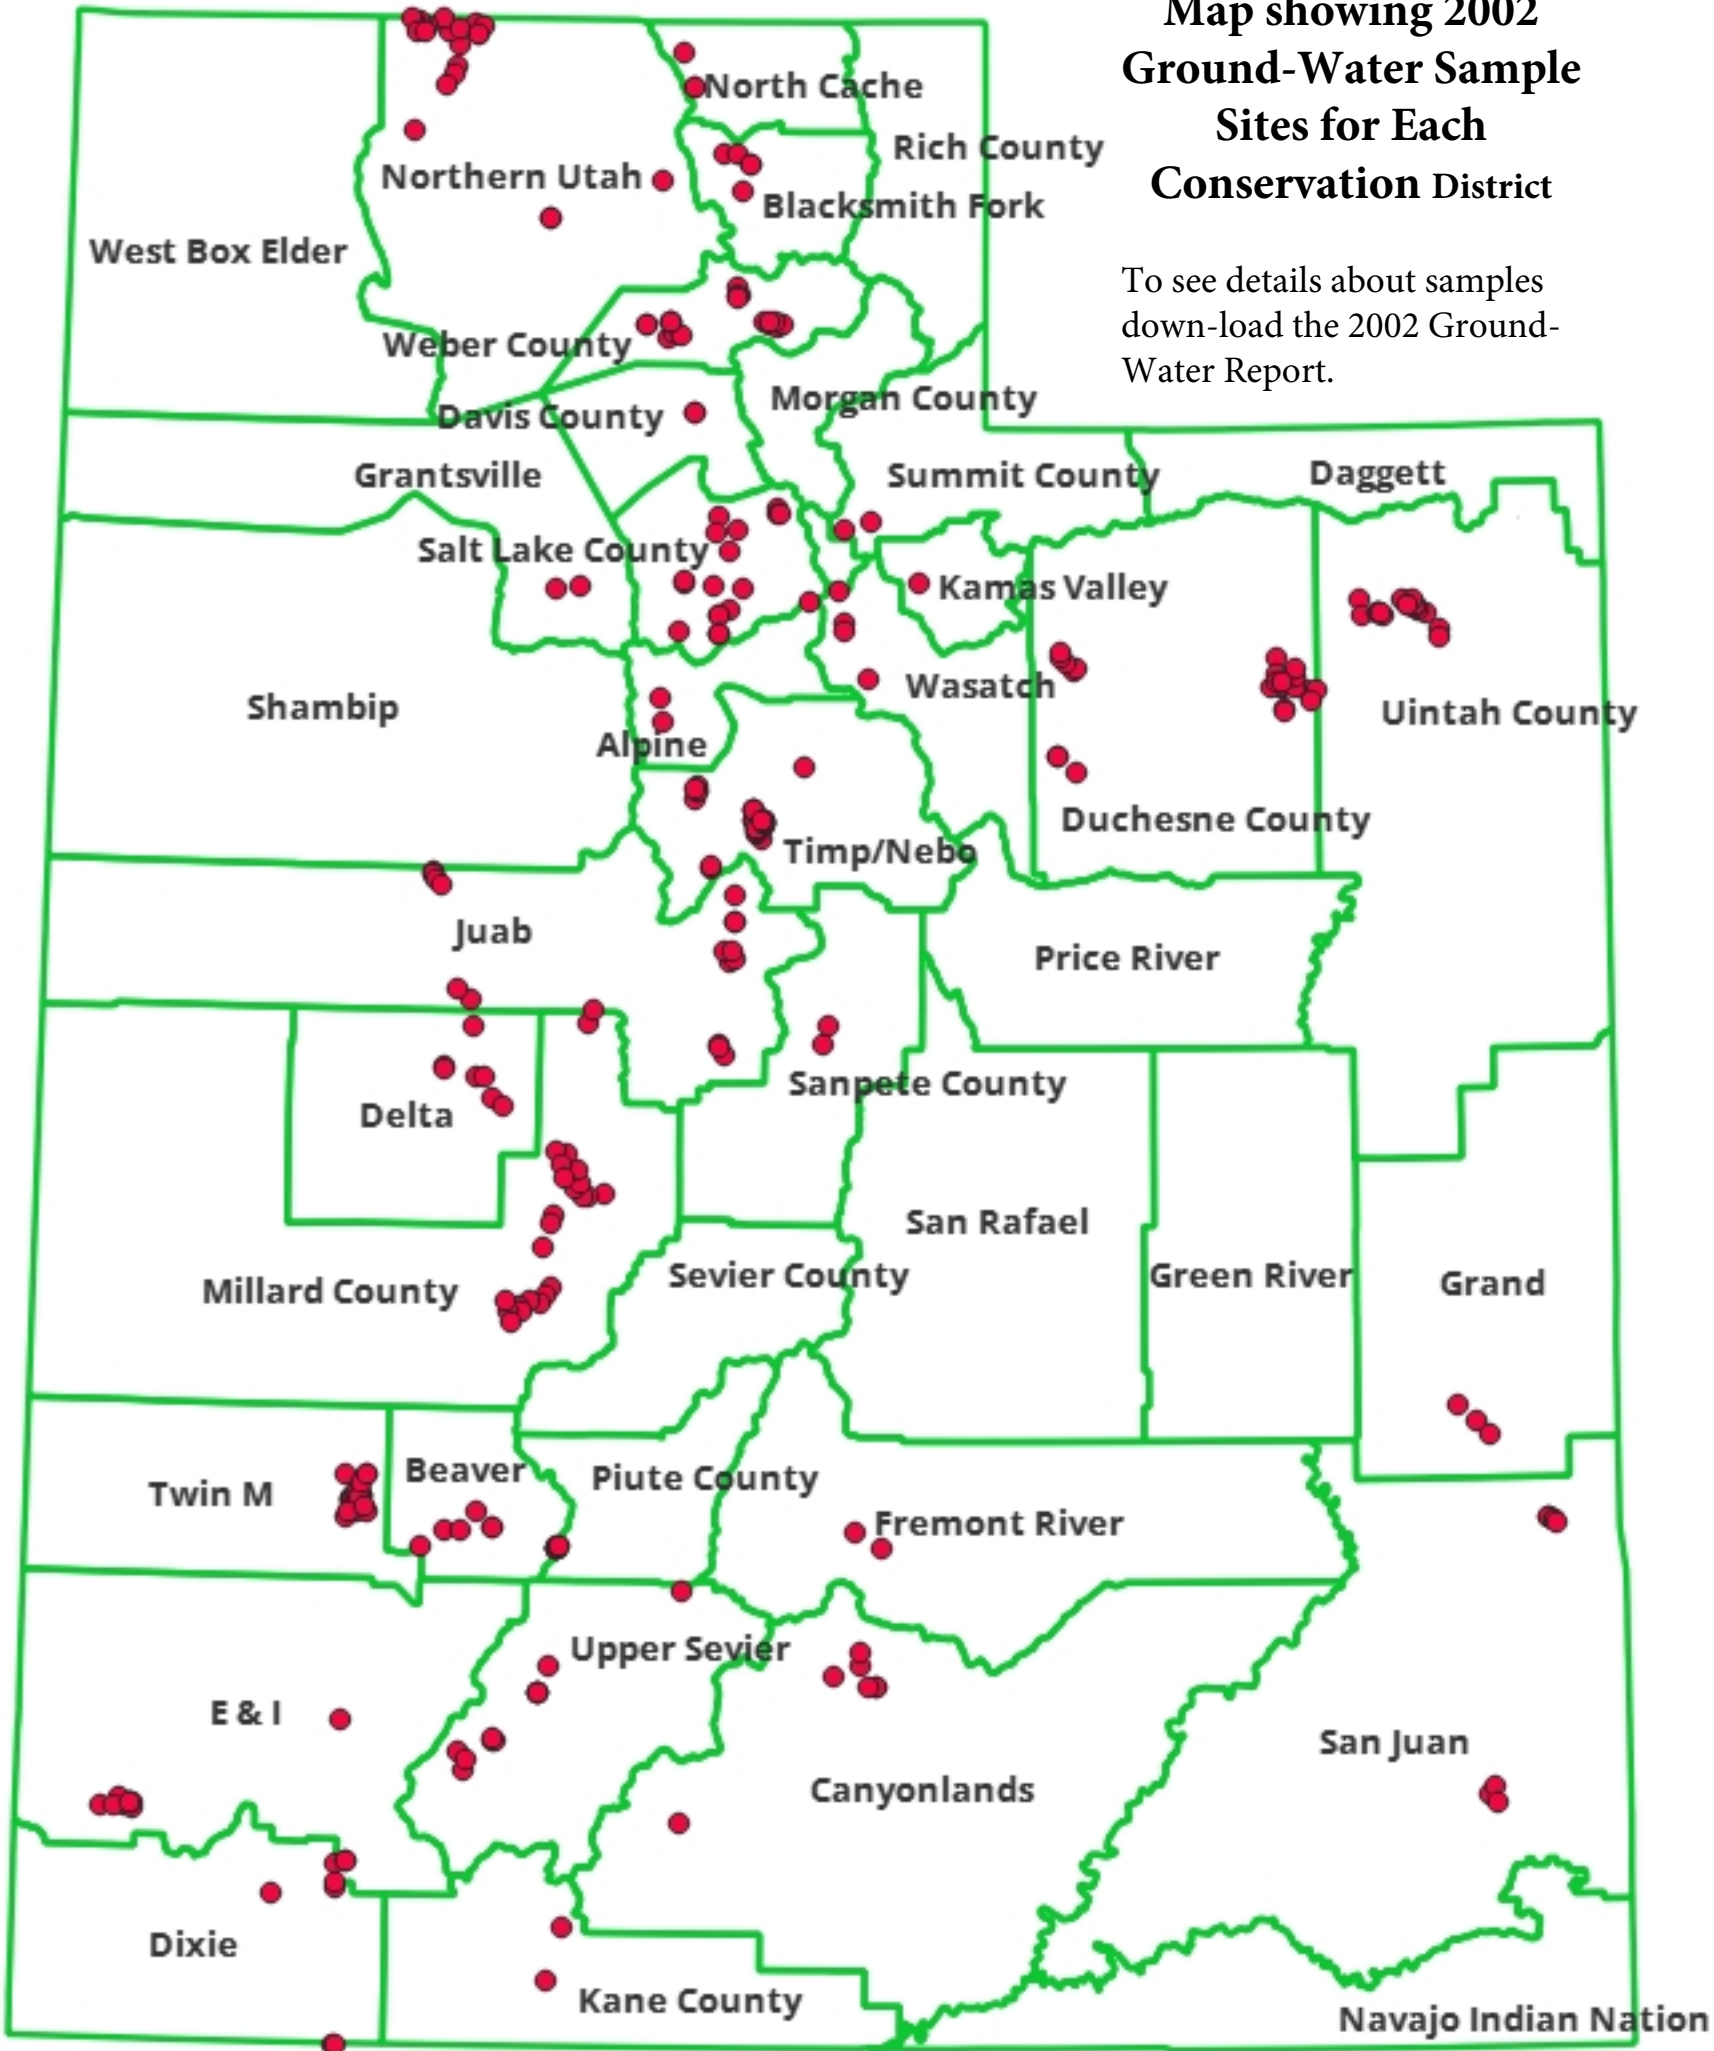 Map showing 2002
Ground-Water Sample
Sites for Each
Conservation District
To see details about samples
down-load the 2002 Ground-
Water Report.
North Cache
Rich County
Northern Utah
Blacksmith Fork
West Box Elder
Weber County
Morgan County
Davis County
Grantsville
Summit County
Daggett
Salt Lake County
Kamas Valley
Wasatch
Shambip
Uintah County
Alpine
Duchesne County
Timp/Nebo
Juab
Price River
Sanpete County
Delta
San Rafael
Sevier County
Green River
Grand
Millard County
Beaver
Piute County
Twin M
Fremont River
Upper Sevier
E & I
San Juan
Canyonlands
Dixie
Kane County
Navajo Indian Nation